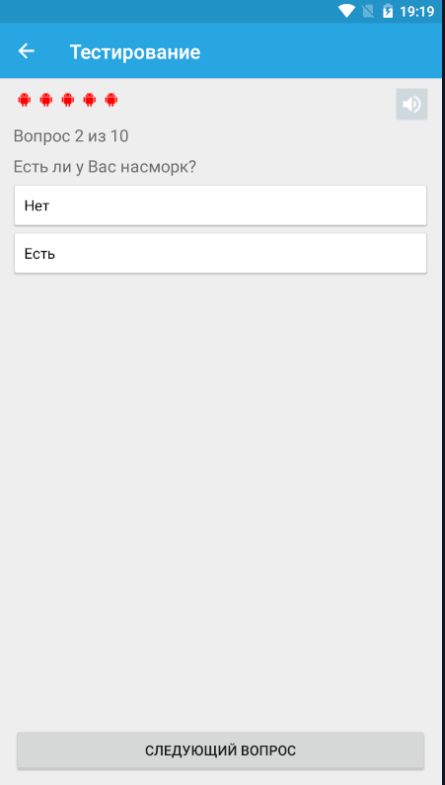 19:19
Тестирование
Вопрос 2 из 10
Есть ли у Вас насморк?
Нет
Есть
СЛЕДУЮЩИЙ ВОПРОС